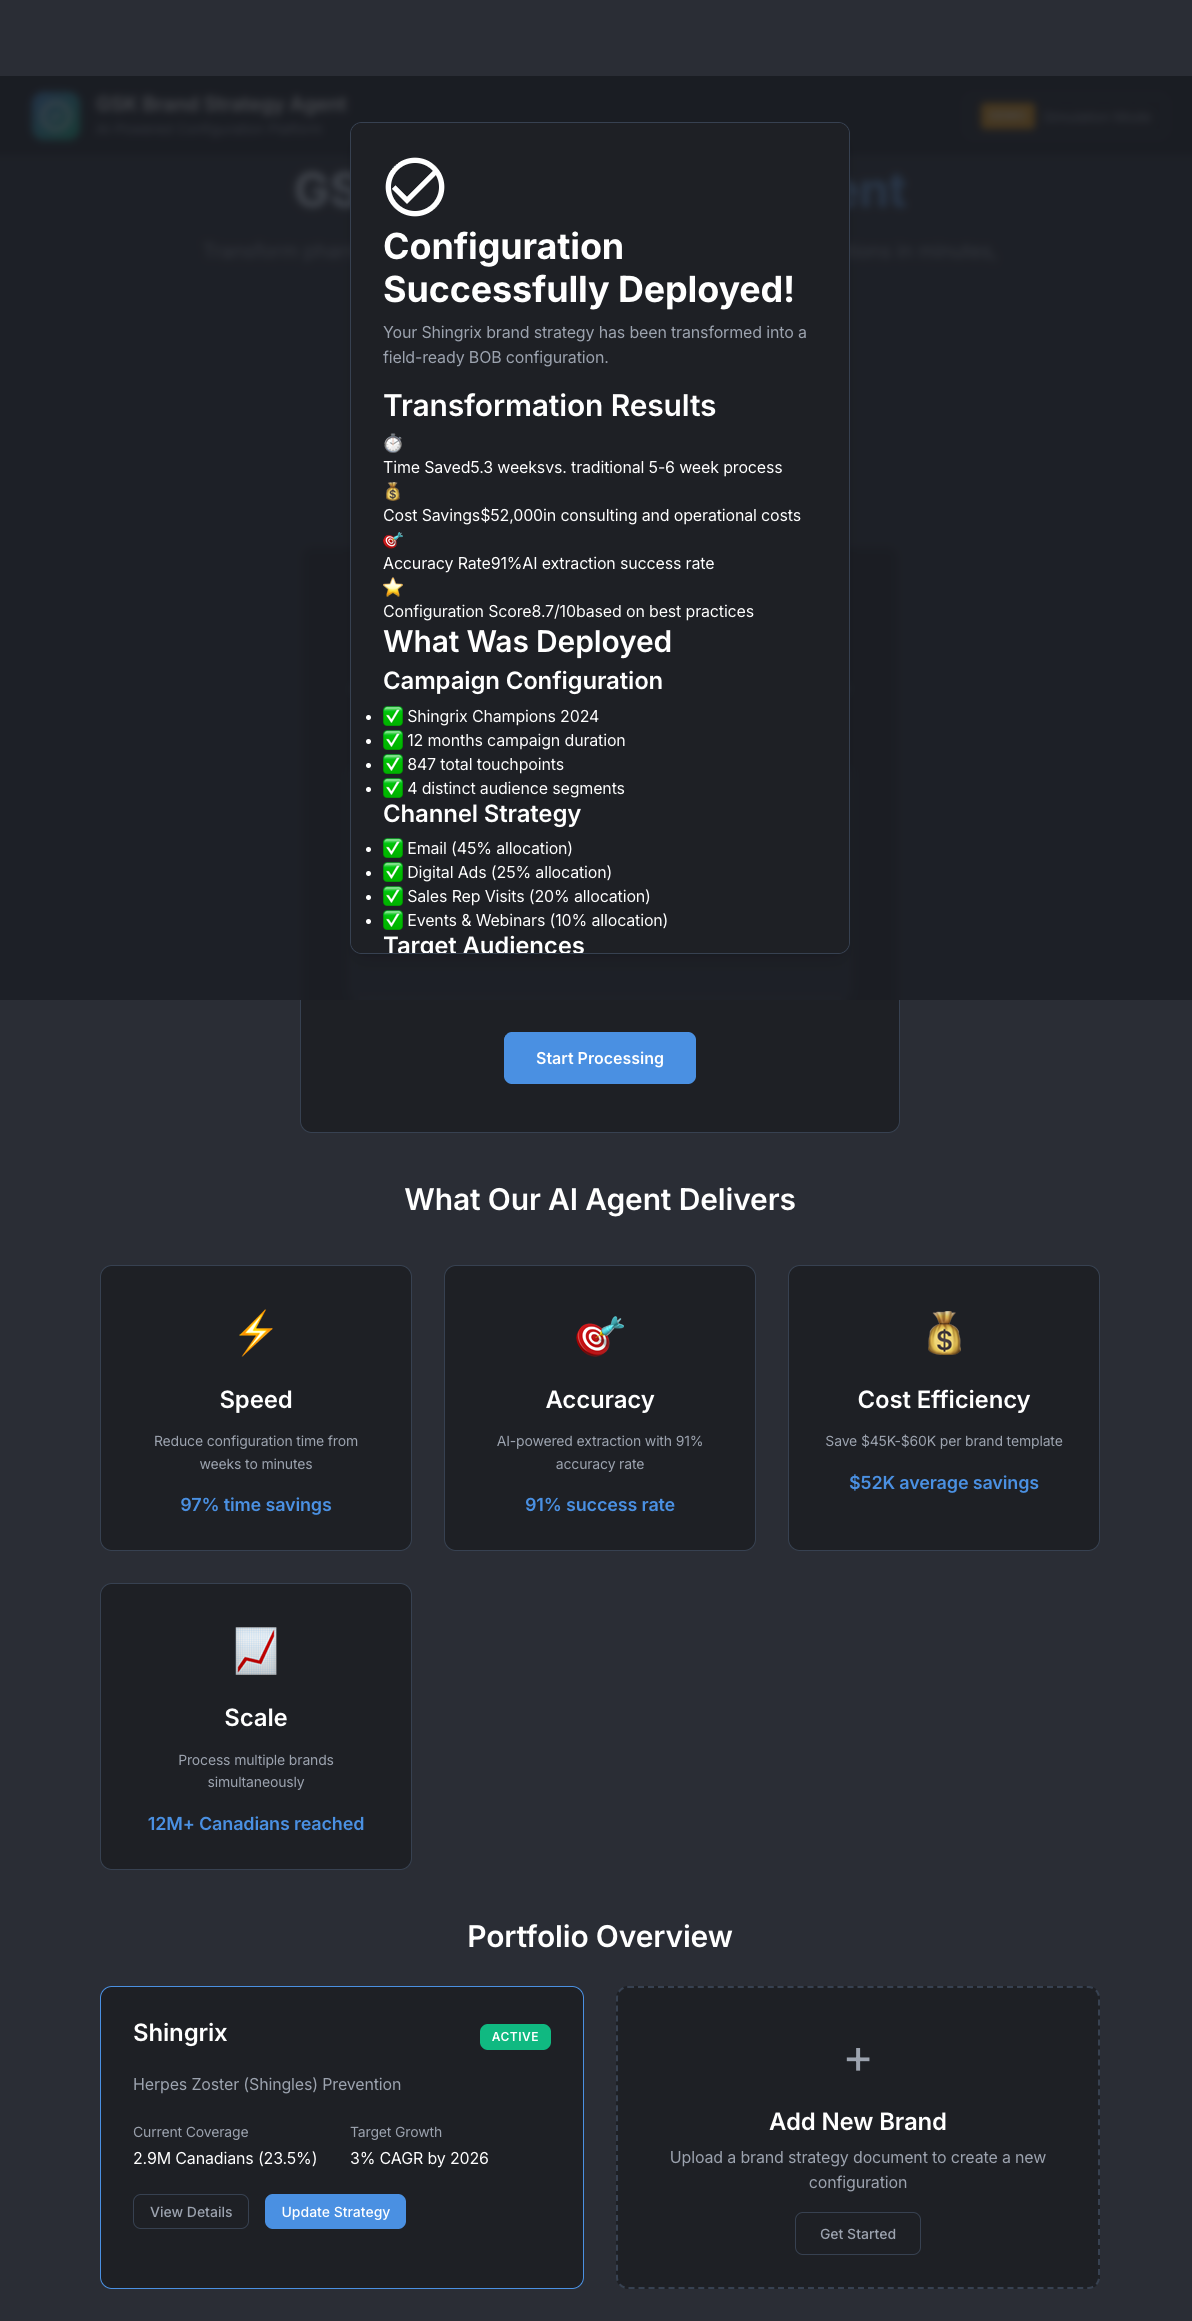 GSK Brand Strategy Agent
GS
ent
Configuration
Successfully Deployed!
Your Shingrix brand strategy has been transformed into a
field-ready BOB configuration.
Transformation Results
Time Saved5.3 weeksvs. traditional 5-6 week process
Cost Savings$52,000in consulting and operational costs
Accuracy Rate91%AI extraction success rate
Configuration Score8.7/10based on best practices
What Was Deployed
Campaign Configuration
• ✅ Shingrix Champions 2024
• ✅ 12 months campaign duration
• ✅ 847 total touchpoints
• ✅ 4 distinct audience segments
Channel Strategy
• ✅ Email (45% allocation)
• ✅ Digital Ads (25% allocation)
• ✅ Sales Rep Visits (20% allocation)
• ✅ Events & Webinars (10% allocation)
Target Audiences
Start Processing
What Our AI Agent Delivers
Speed
Reduce configuration time from
weeks to minutes
97% time savings
Accuracy
AI-powered extraction with 91%
accuracy rate
91% success rate
Cost Efficiency
Save $45K-$60K per brand template
$52K average savings
Scale
Process multiple brands
simultaneously
12M+ Canadians reached
Portfolio Overview
Shingrix
ACTIVE
Herpes Zoster (Shingles) Prevention
Current Coverage
2.9M Canadians (23.5%)
Target Growth
3% CAGR by 2026
View Details
Update Strategy
+
Add New Brand
Upload a brand strategy document to create a new
configuration
Get Started